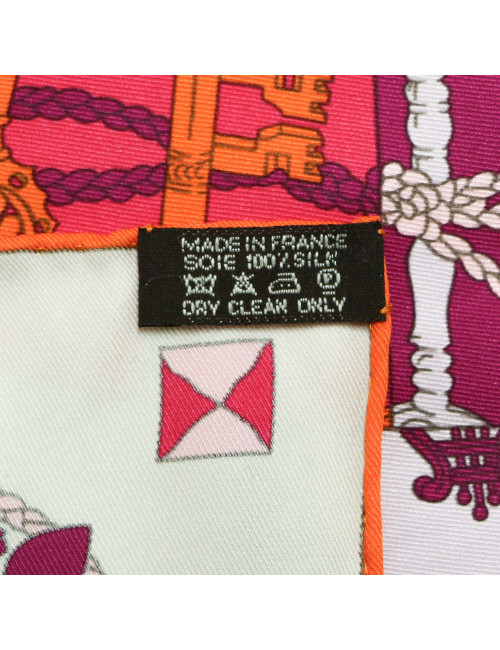 MADE IN FRANCE
SOIE 100% SILK
P
DRY CLEAN ONLY